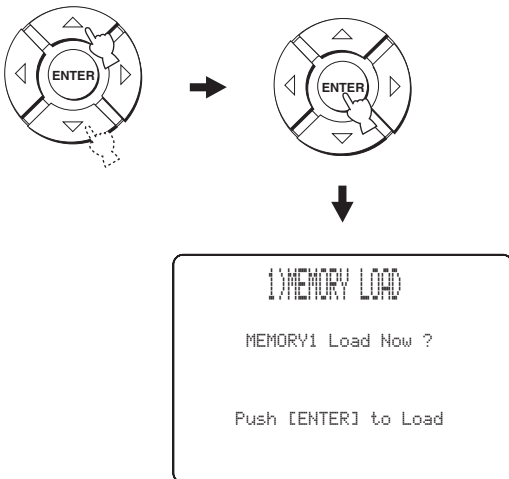 ENTER
ENTER
1)MEMORY LOAD
MEMORY1 Load Now ?
Push [ENTER] to Load